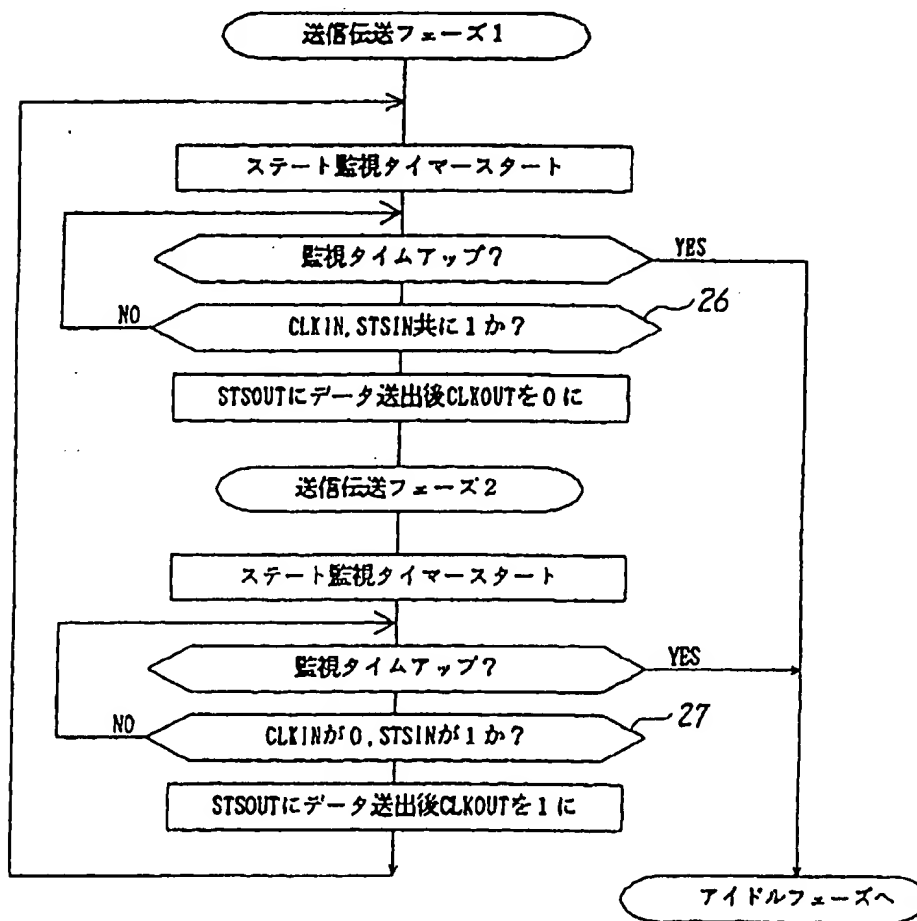 送信伝送フェーズ1
ステート監視タイマースタート
監視タイムアップ?
YES
NO
CLKIN,STSIN共に1か?
26
STSOUTにデータ送出後CLKOUTを0に
送信伝送フェーズ2
ステート監視タイマースタート
監視タイムアップ?
YES
NO
CLKINが0,STSINが1か?
27
STSOUTにデータ送出後CLKOUTを1に
アイドルフェーズへ